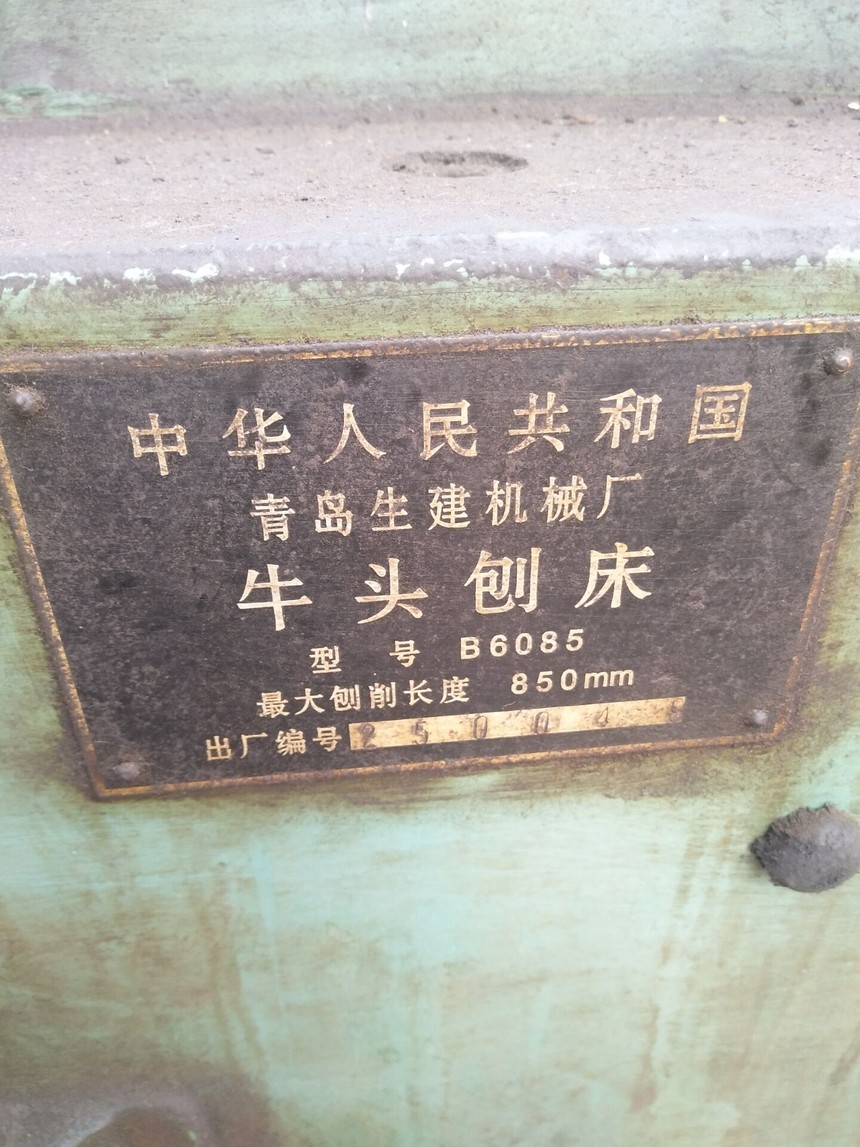 中华人民共和国
青岛生建机械厂
牛头刨床
型号 B6085
最大刨削长度 850mm
出厂编号 25004